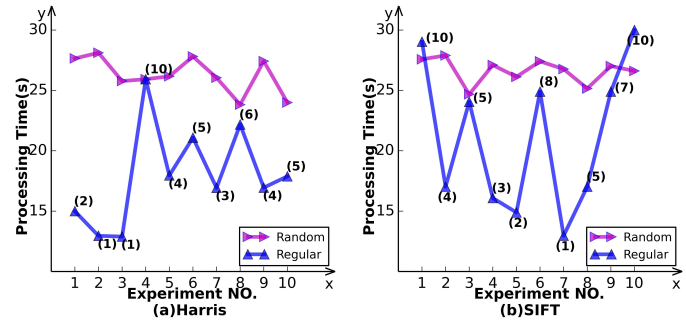 y
30
25
20
15
Processing Time(s)
(2)
(1)
(1)
(10)
(4)
(5)
(3)
(6)
(4)
(5)
Random
Regular
1 2 3 4 5 6 7 8 9 10 x
Experiment NO.
(a)Harris
y
30
25
20
15
Processing Time(s)
(10)
(4)
(5)
(3)
(2)
(8)
(1)
(5)
(7)
(10)
Random
Regular
1 2 3 4 5 6 7 8 9 10 x
Experiment NO.
(b)SIFT